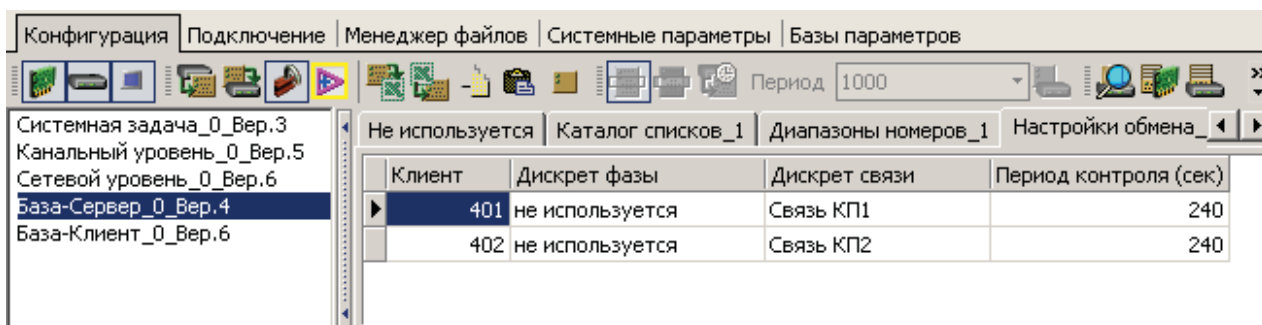 Конфигурация Подключение Менеджер файлов Системные параметры Базы параметров
Период 1000
Системная задача_0_Вер.3
Канальный уровень_0_Вер.5
Сетевой уровень_0_Вер.6
База-Сервер_0_Вер.4
База-Клиент_0_Вер.6
Не используется Каталог списков_1 Диапазоны номеров_1 Настройки обмена_
Клиент Дискрет фазы Дискрет связи Период контроля (сек)
401 не используется Связь КП1 240
402 не используется Связь КП2 240